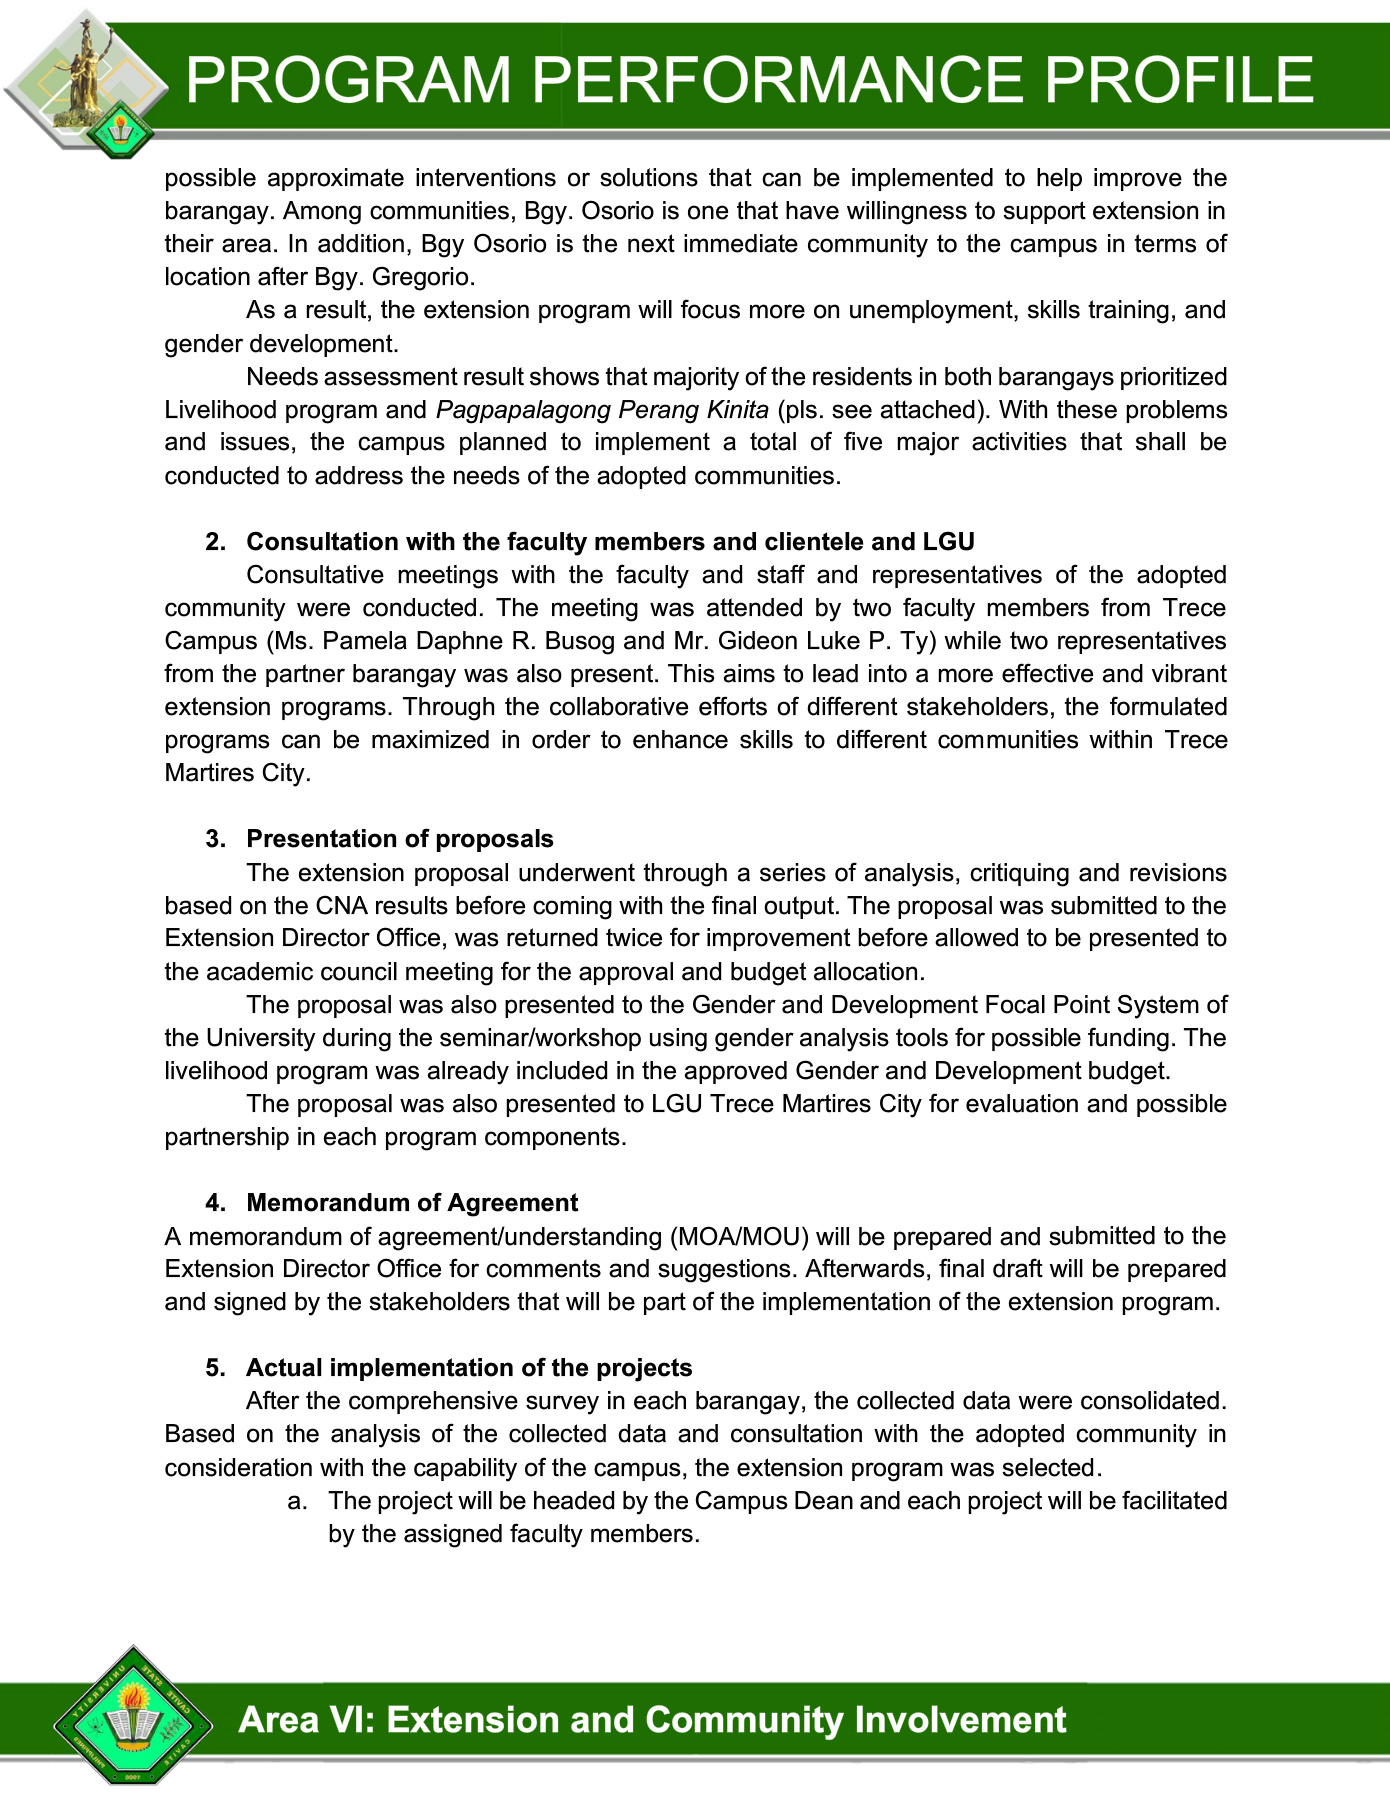 PROGRAM PERFORMANCE PROFILE
possible approximate interventions or solutions that can be implemented to help improve the
barangay. Among communities, Bgy. Osorio is one that have willingness to support extension in
their area. In addition, Bgy Osorio is the next immediate community to the campus in terms of
location after Bgy. Gregorio.
As a result, the extension program will focus more on unemployment, skills training, and
gender development.
Needs assessment result shows that majority of the residents in both barangays prioritized
Livelihood program and Pagpapalagong Perang Kinita (pls. see attached). With these problems
and issues, the campus planned to implement a total of five major activities that shall be
conducted to address the needs of the adopted communities.
2. Consultation with the faculty members and clientele and LGU
Consultative meetings with the faculty and staff and representatives of the adopted
community were conducted. The meeting was attended by two faculty members from Trece
Campus (Ms. Pamela Daphne R. Busog and Mr. Gideon Luke P. Ty) while two representatives
from the partner barangay was also present. This aims to lead into a more effective and vibrant
extension programs. Through the collaborative efforts of different stakeholders, the formulated
programs can be maximized in order to enhance skills to different communities within Trece
Martires City.
3. Presentation of proposals
The extension proposal underwent through a series of analysis, critiquing and revisions
based on the CNA results before coming with the final output. The proposal was submitted to the
Extension Director Office, was returned twice for improvement before allowed to be presented to
the academic council meeting for the approval and budget allocation.
The proposal was also presented to the Gender and Development Focal Point System of
the University during the seminar/workshop using gender analysis tools for possible funding. The
livelihood program was already included in the approved Gender and Development budget.
The proposal was also presented to LGU Trece Martires City for evaluation and possible
partnership in each program components.
4. Memorandum of Agreement
A memorandum of agreement/understanding (MOA/MOU) will be prepared and submitted to the
Extension Director Office for comments and suggestions. Afterwards, final draft will be prepared
and signed by the stakeholders that will be part of the implementation of the extension program.
5. Actual implementation of the projects
After the comprehensive survey in each barangay, the collected data were consolidated.
Based on the analysis of the collected data and consultation with the adopted community in
consideration with the capability of the campus, the extension program was selected.
a. The project will be headed by the Campus Dean and each project will be facilitated
by the assigned faculty members.
CAVITE STATE UNIVERSITY
CAVITE PHILIPPINES
Area VI: Extension and Community Involvement